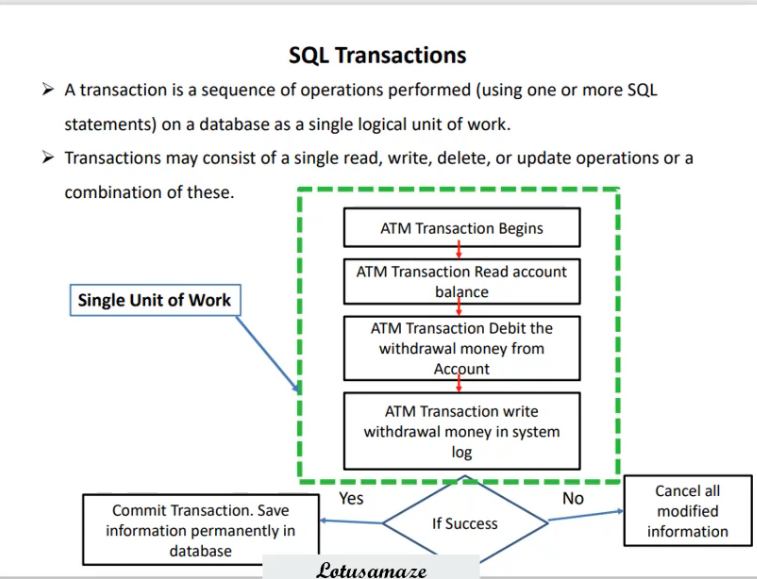 SQL Transactions
➢ A transaction is a sequence of operations performed (using one or more SQL
statements) on a database as a single logical unit of work.
➢ Transactions may consist of a single read, write, delete, or update operations or a
combination of these.
ATM Transaction Begins
ATM Transaction Read account
balance
Single Unit of Work
ATM Transaction Debit the
withdrawal money from
Account
ATM Transaction write
withdrawal money in system
log
Yes
No
If Success
Commit Transaction. Save
information permanently in
database
Cancel all
modified
information
Lotusamaze